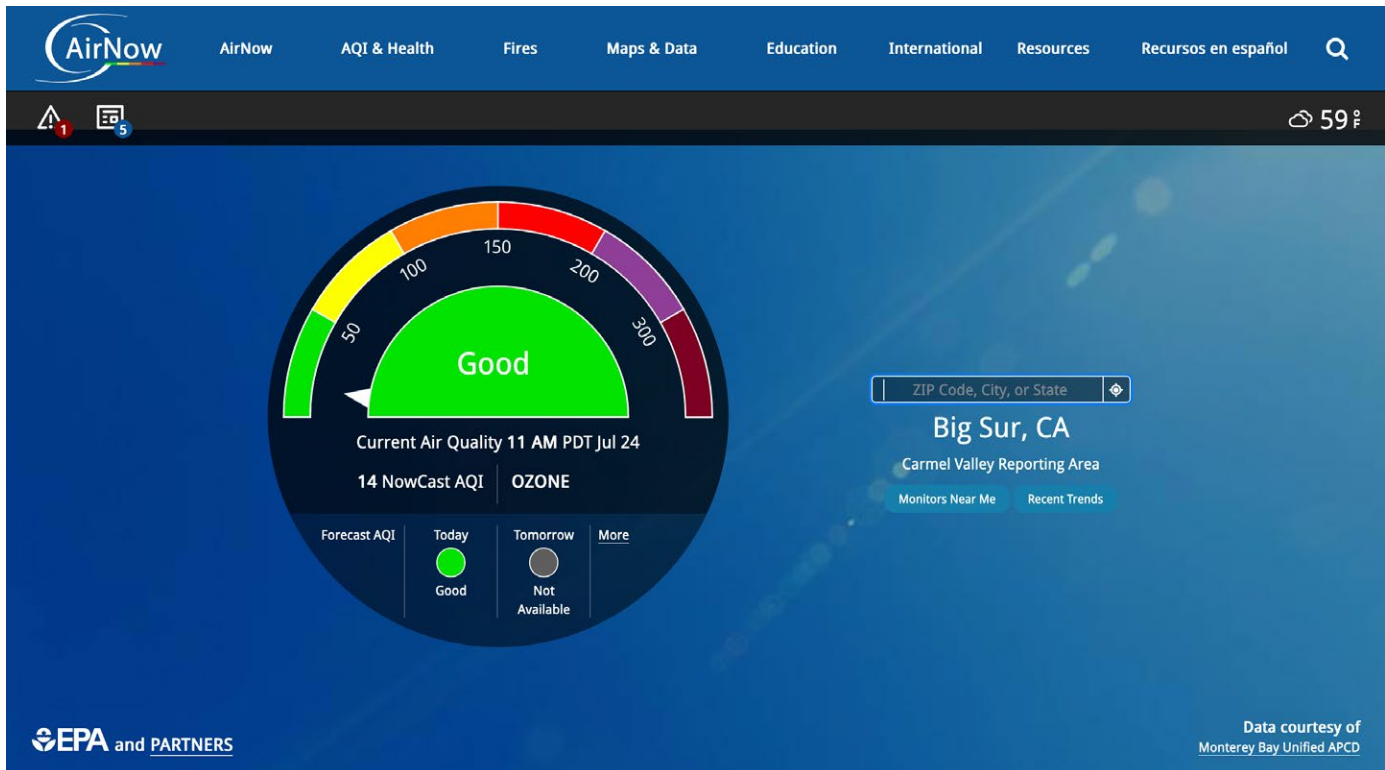 AirNow
AirNow
AQI & Health
Fires
Maps & Data
Education
International
Resources
Recursos en español
1
5
59 °F
50
100
150
200
300
Good
Current Air Quality 11 AM PDT Jul 24
14 NowCast AQI
OZONE
Forecast AQI
Today
Good
Tomorrow
Not
Available
More
ZIP Code, City, or State
Big Sur, CA
Carmel Valley Reporting Area
Monitors Near Me
Recent Trends
EPA and PARTNERS
Data courtesy of
Monterey Bay Unified APCD